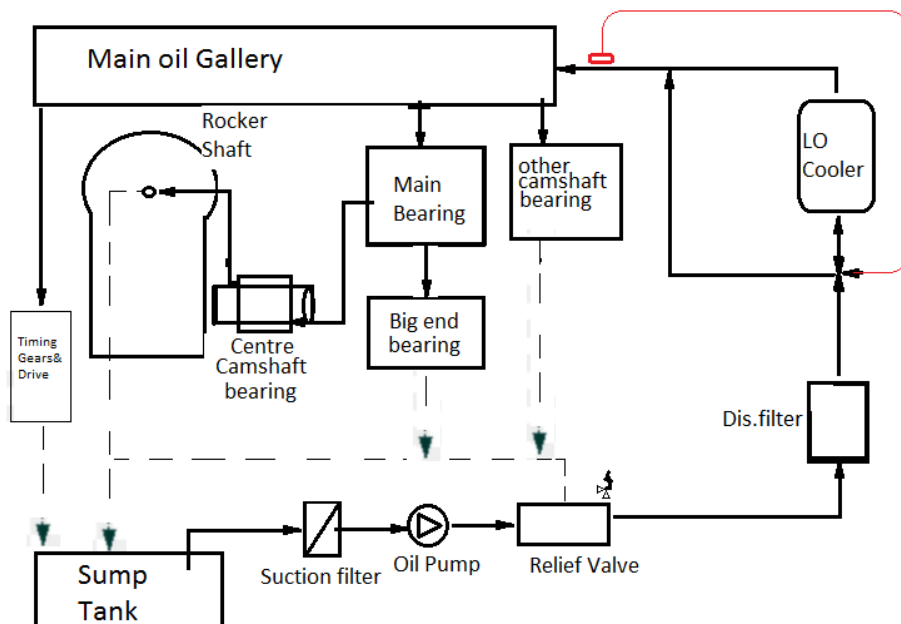 Main oil Gallery
Rocker
Shaft
LO
Cooler
other
camshaft
bearing
Main
Bearing
Timing
Gears&
Drive
Big end
bearing
Centre
Camshaft
bearing
Dis.filter
Sump
Tank
Suction filter
Oil Pump
Relief Valve